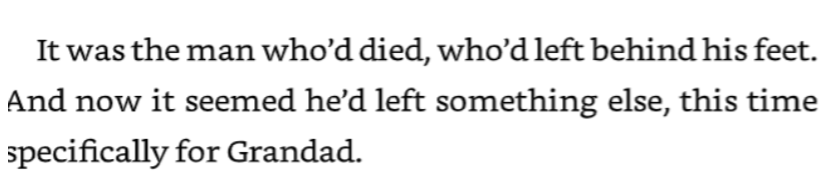 It was the man who’d died, who’d left behind his feet.
And now it seemed he’d left something else, this time
specifically for Grandad.